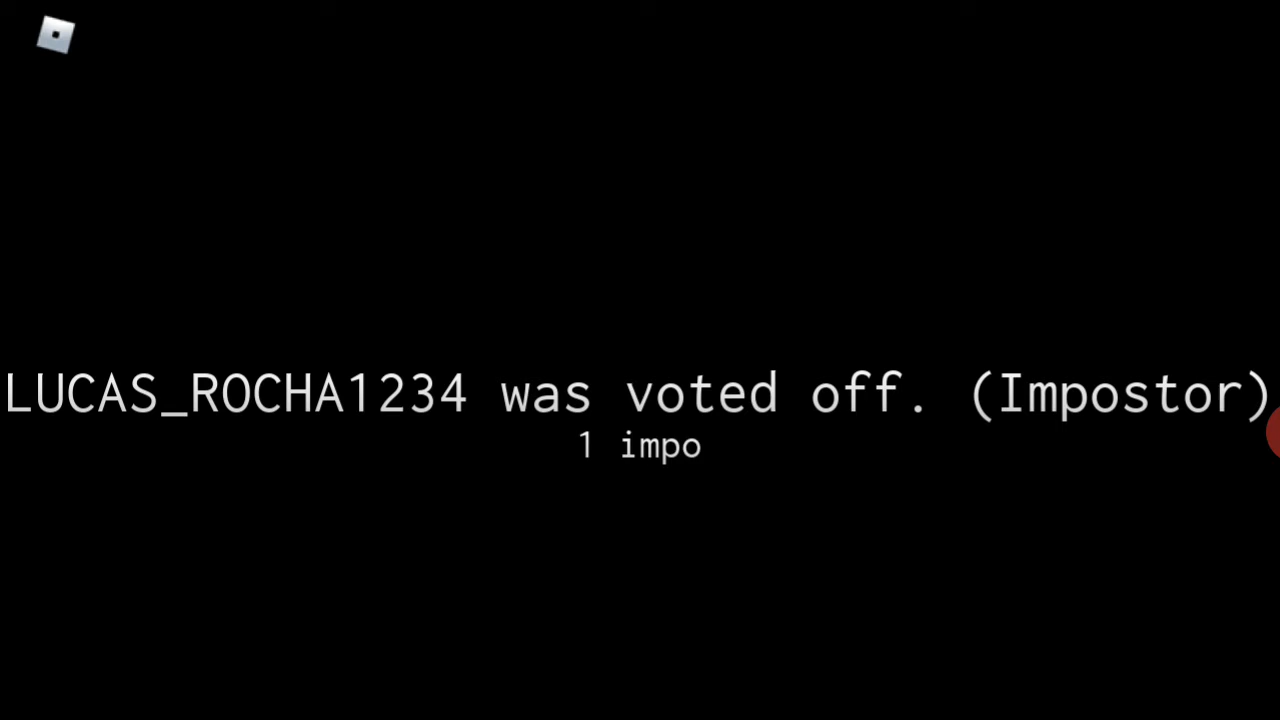 LUCAS_ROCHA1234 was voted off. (Impostor)
1 impo